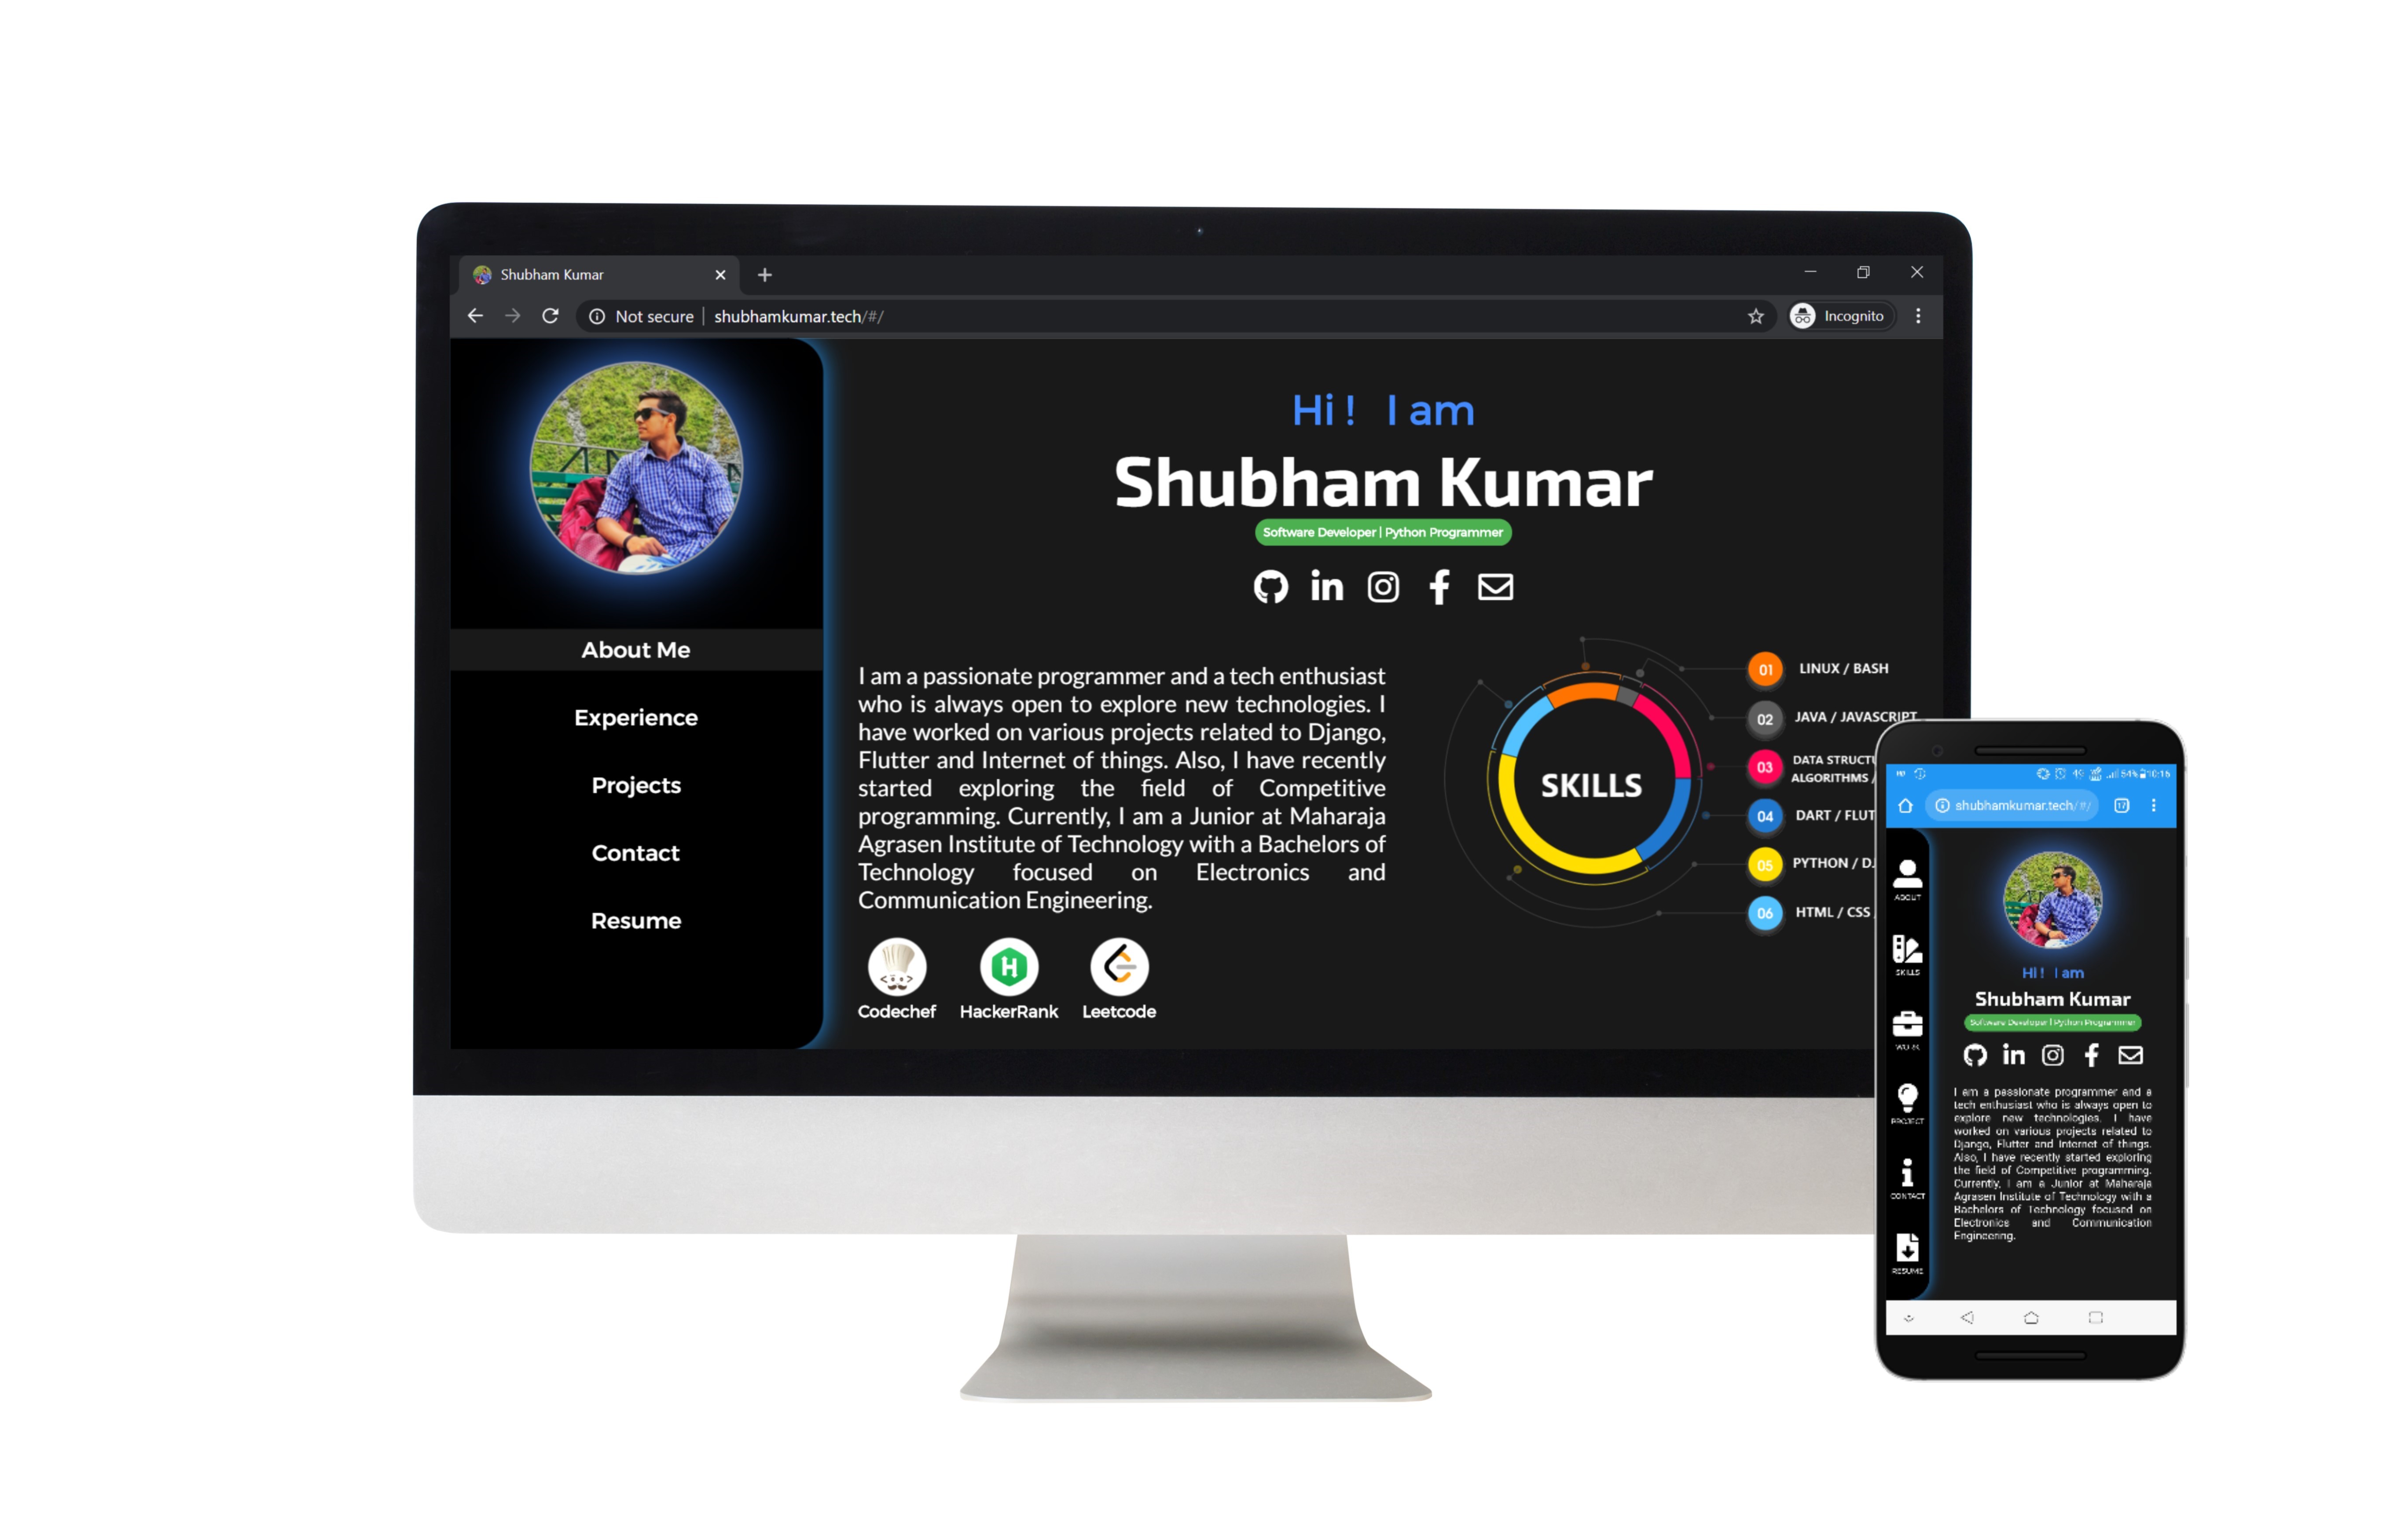 Shubham Kumar
Not secure
shubhamkumar.tech/#/
Incognito
About Me
Experience
Projects
Contact
Resume
Hi! I am
Shubham Kumar
Software Developer | Python Programmer
I am a passionate programmer and a tech enthusiast
who is always open to explore new technologies. I
have worked on various projects related to Django,
Flutter and Internet of things. Also, I have recently
started exploring the field of Competitive
programming. Currently, I am a Junior at Maharaja
Agrasen Institute of Technology with a Bachelors of
Technology focused on Electronics and
Communication Engineering.
Codechef
HackerRank
Leetcode
SKILLS
01 LINUX / BASH
02 JAVA / JAVASCRIPT
03 DATA
ALGORITHMS /
04 DART /
05 PYTHON /
06 HTML / CSS
64% 10:16
shubhamkumar.tech/#/
17
ABOUT
SKILLS
WORK
PROJECT
CONTACT
RESUME
Hi! I am
Shubham Kumar
Software Developer | Python Programmer
I am a passionate programmer and a
tech enthusiast who is always open to
explore new technologies. I have
worked on various projects related to
Django, Flutter and Internet of things.
Also, I have recently started exploring
the field of Competitive programming.
Currently, I am a Junior at Maharaja
Agrasen Institute of Technology with a
Bachelors of Technology focused on
Electronics and Communication
Engineering.